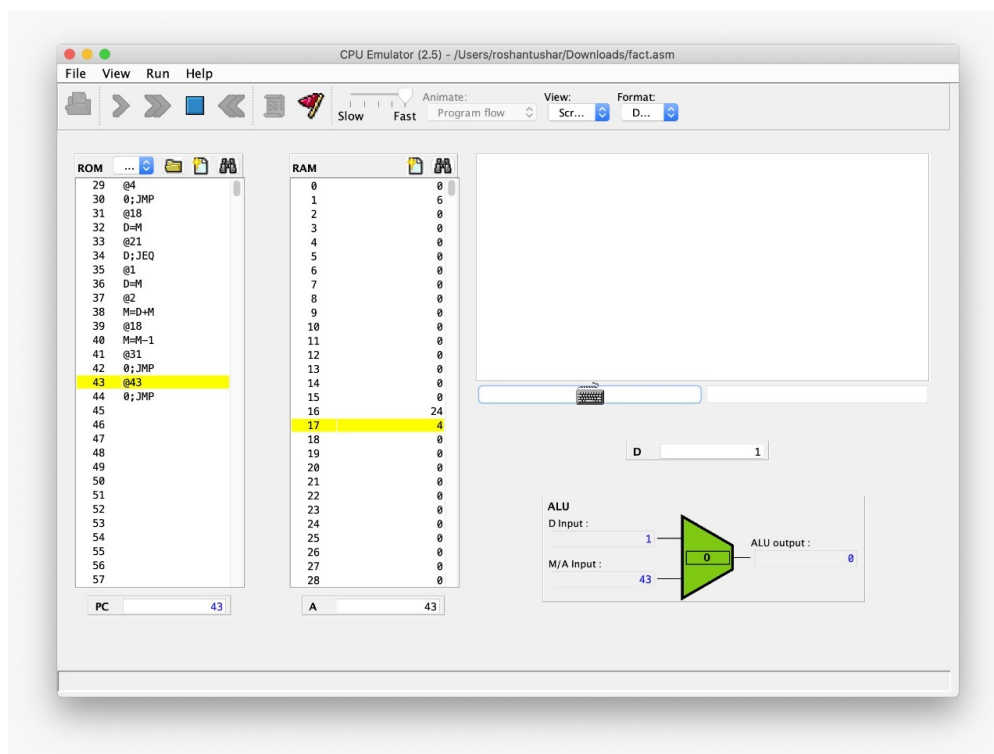 CPU Emulator (2.5) - /Users/roshantushar/Downloads/fact.asm
File View Run Help
Slow Fast
Animate:
Program flow
View:
Scr...
Format:
D...
ROM ...
29 @4
30 0;JMP
31 @18
32 D=M
33 @21
34 D;JEQ
35 @1
36 D=M
37 @2
38 M=D+M
39 @18
40 M=M-1
41 @31
42 0;JMP
43 @43
44 0;JMP
45
46
47
48
49
50
51
52
53
54
55
56
57
PC 43
RAM
0 0
1 6
2 0
3 0
4 0
5 0
6 0
7 0
8 0
9 0
10 0
11 0
12 0
13 0
14 0
15 0
16 24
17 4
18 0
19 0
20 0
21 0
22 0
23 0
24 0
25 0
26 0
27 0
28 0
A 43
D 1
ALU
D Input :
1
M/A Input :
43
0
ALU output :
0